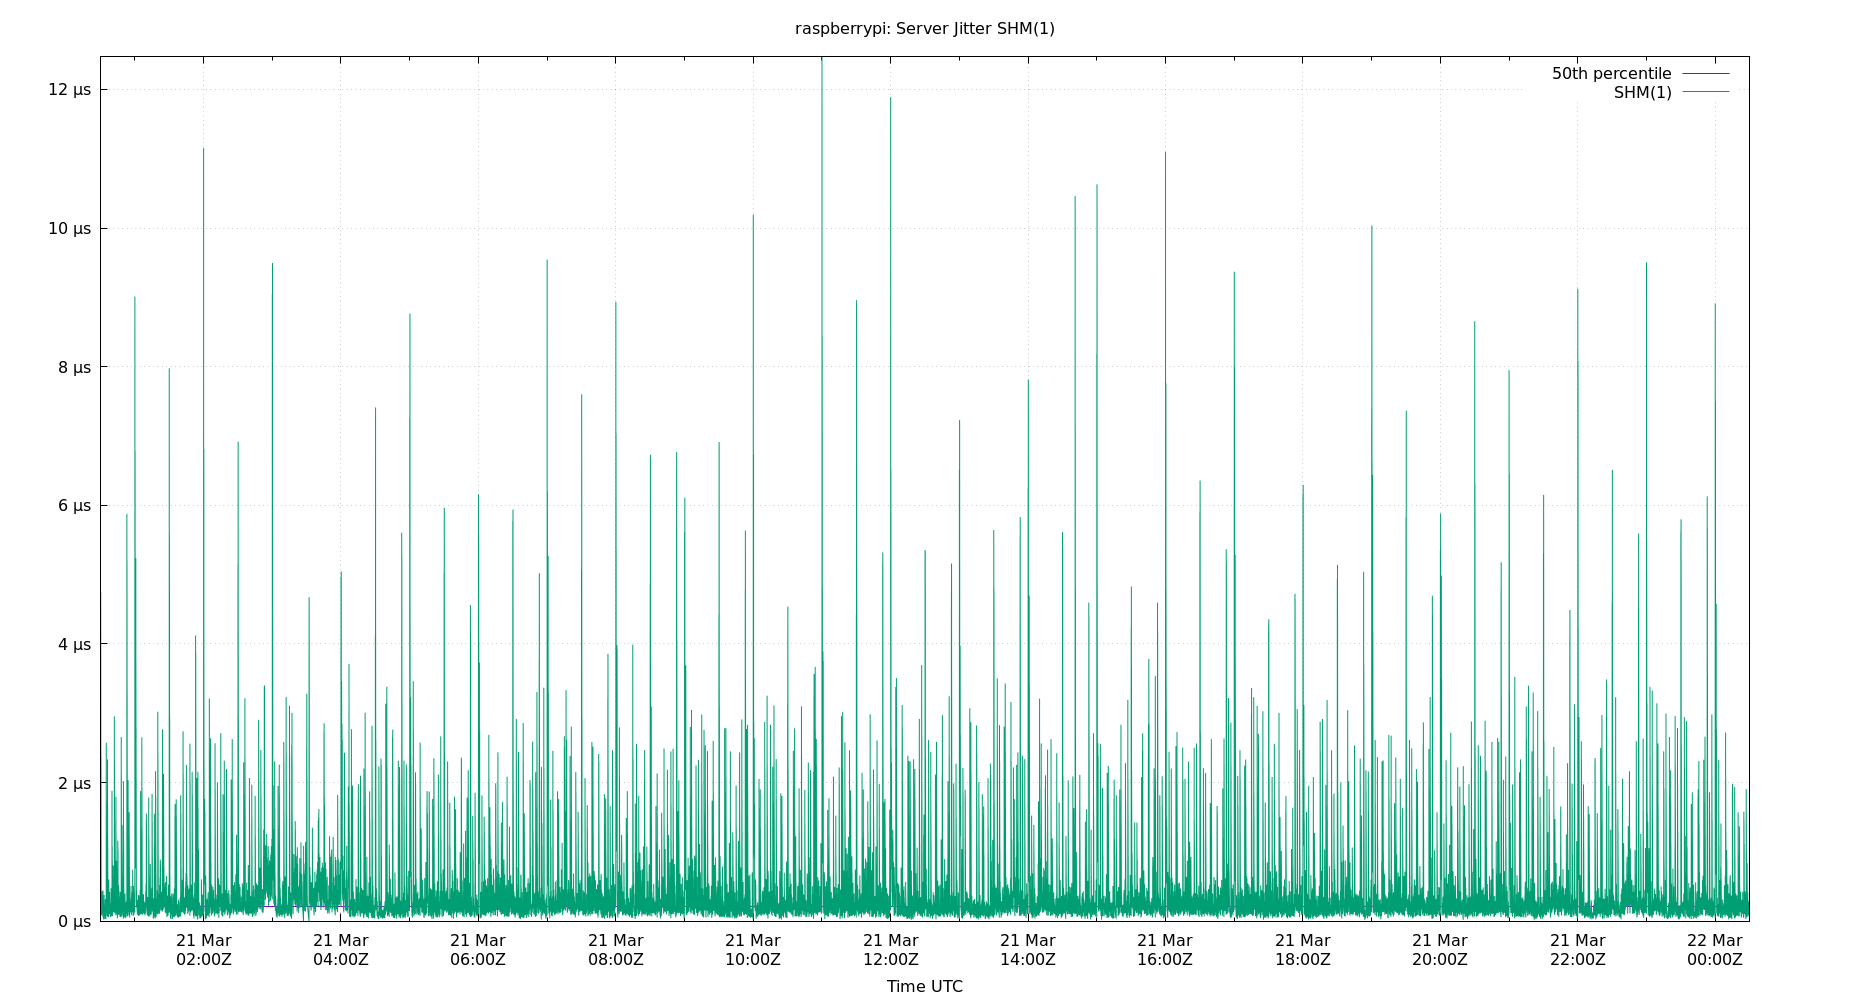 raspberrypi: Server Jitter SHM(1)
50th percentile
SHM(1)
12 µs
10 µs
8 µs
6 µs
4 µs
2 µs
0 µs
21 Mar 21 Mar 21 Mar 21 Mar 21 Mar 21 Mar 21 Mar 21 Mar 21 Mar 21 Mar 21 Mar 22 Mar
02:00Z 04:00Z 06:00Z 08:00Z 10:00Z 12:00Z 14:00Z 16:00Z 18:00Z 20:00Z 22:00Z 00:00Z
Time UTC